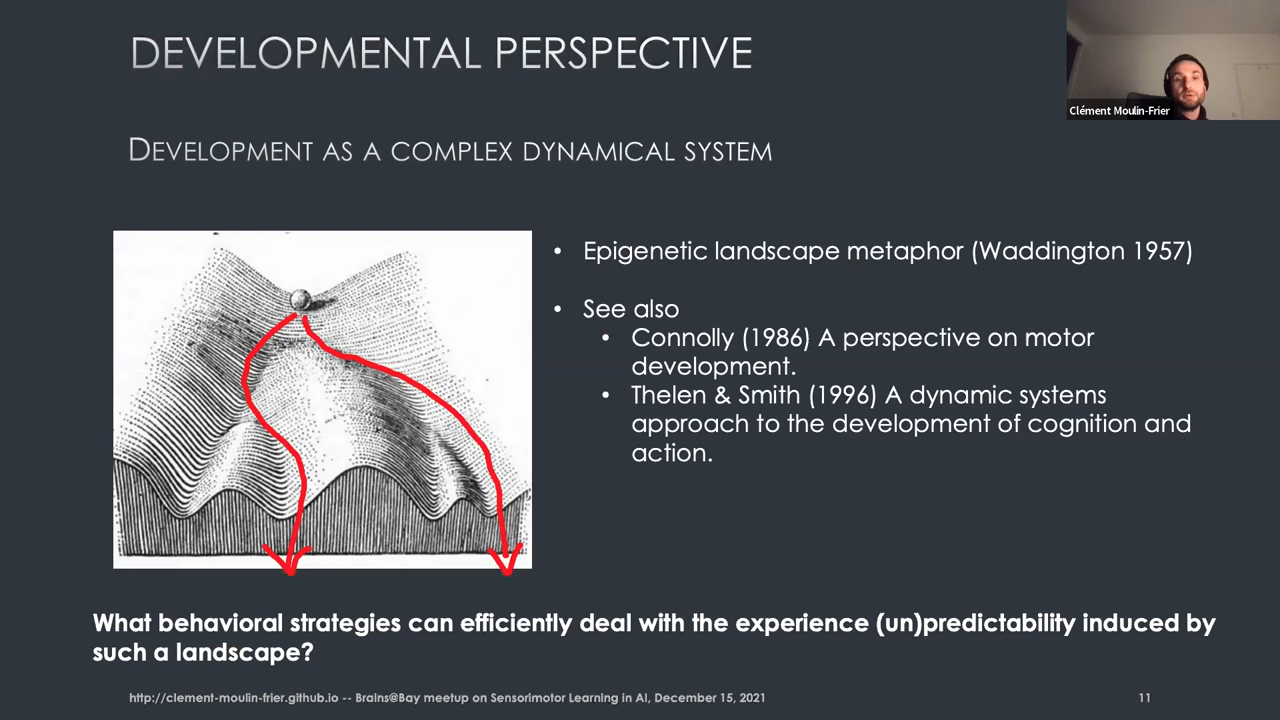 DEVELOPMENTAL PERSPECTIVE
Clément Moulin-Frier
DEVELOPMENT AS A COMPLEX DYNAMICAL SYSTEM
• Epigenetic landscape metaphor (Waddington 1957)
• See also
• Connolly (1986) A perspective on motor
development.
• Thelen & Smith (1996) A dynamic systems
approach to the development of cognition and
action.
What behavioral strategies can efficiently deal with the experience (un)predictability induced by
such a landscape?
http://clement-moulin-frier.github.io -- Brains@Bay meetup on Sensorimotor Learning in AI, December 15, 2021
11